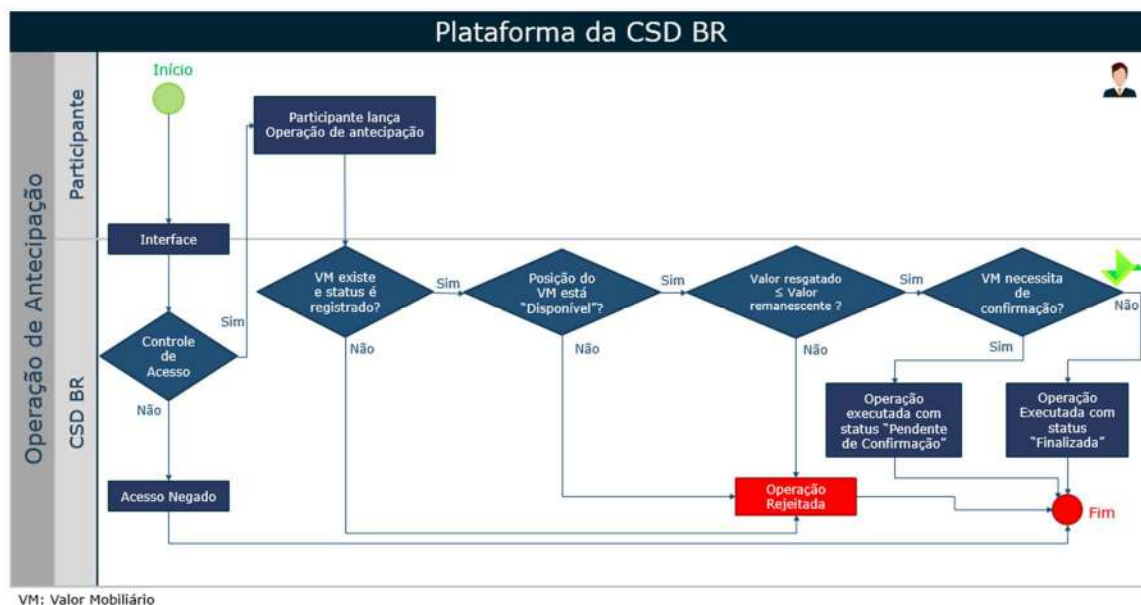 Plataforma da CSD BR
Operação de Antecipação
Participante
CSD BR
Início
Participante lança
Operação de antecipação
Interface
Controle
de
Acesso
Sim
Não
Acesso Negado
VM existe
e status é
registrado?
Sim
Não
Posição do
VM está
"Disponível"?
Sim
Não
Valor resgatado
≤ Valor
remanescente ?
Sim
Não
VM necessita
de
confirmação?
Não
Sim
Operação
executada com
status "Pendente
de Confirmação"
Operação
Executada com
status
"Finalizada"
Operação
Rejeitada
Fim
VM: Valor Mobiliário